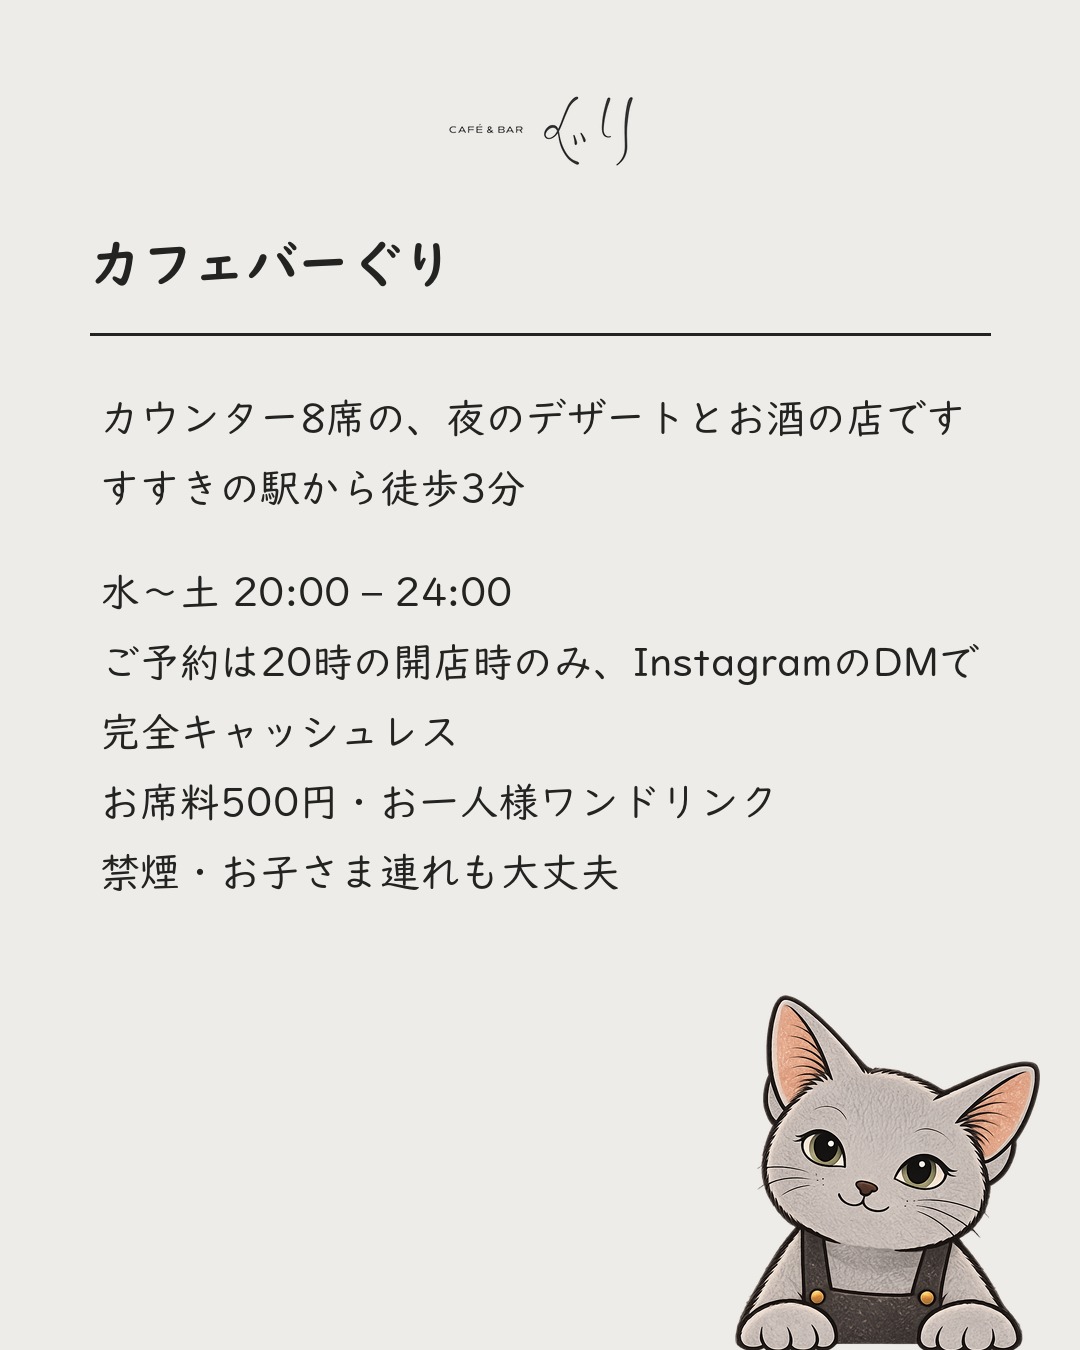 CAFÉ & BAR ぐり
カフェバーぐり
カウンター8席の、夜のデザートとお酒の店です
すすきの駅から徒歩3分
水〜土 20:00 – 24:00
ご予約は20時の開店時のみ、InstagramのDMで
完全キャッシュレス
お席料500円・お一人様ワンドリンク
禁煙・お子さま連れも大丈夫